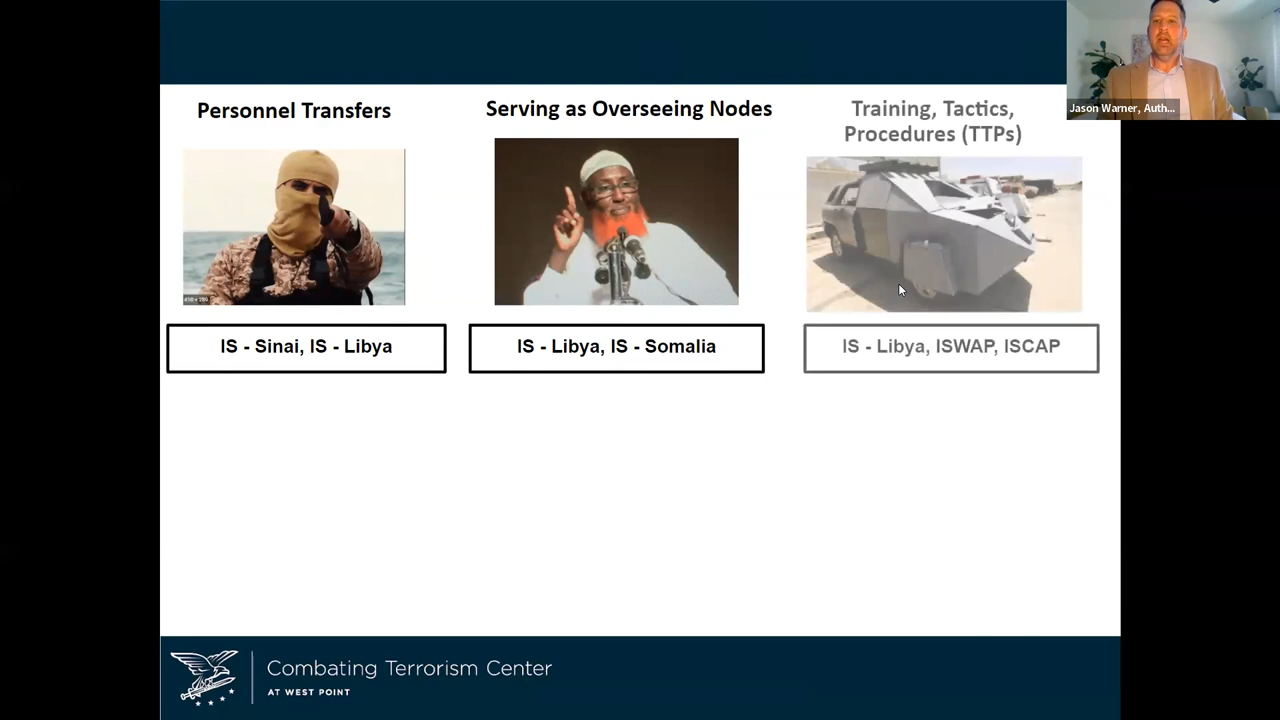 Jason Warner, Auth...
Personnel Transfers
Serving as Overseeing Nodes
Training, Tactics,
Procedures (TTPs)
IS - Sinai, IS - Libya
IS - Libya, IS - Somalia
IS - Libya, ISWAP, ISCAP
Combating Terrorism Center
AT WEST POINT